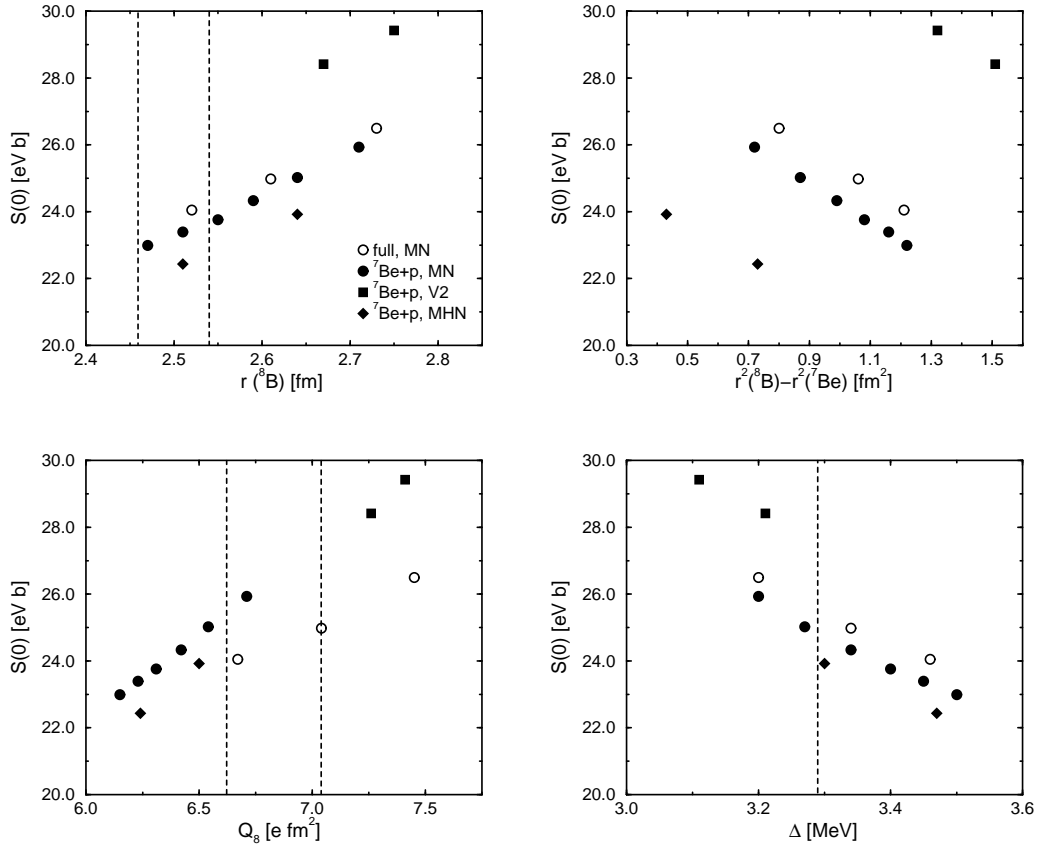 30.0
28.0
26.0
24.0
22.0
20.0
S(0) [eV b]
full, MN
⁷Be+p, MN
⁷Be+p, V2
⁷Be+p, MHN
2.4 2.5 2.6 2.7 2.8
r (⁸B) [fm]
30.0
28.0
26.0
24.0
22.0
20.0
S(0) [eV b]
0.3 0.5 0.7 0.9 1.1 1.3 1.5
r²(⁸B)−r²(⁷Be) [fm²]
30.0
28.0
26.0
24.0
22.0
20.0
S(0) [eV b]
6.0 6.5 7.0 7.5
Q₈ [e fm²]
30.0
28.0
26.0
24.0
22.0
20.0
S(0) [eV b]
3.0 3.2 3.4 3.6
Δ [MeV]